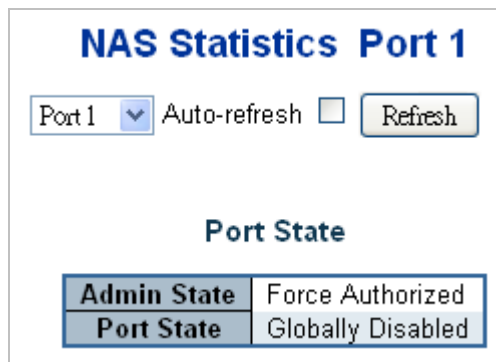 NAS Statistics Port 1
Port 1 Auto-refresh Refresh
Port State
Admin State Force Authorized
Port State Globally Disabled